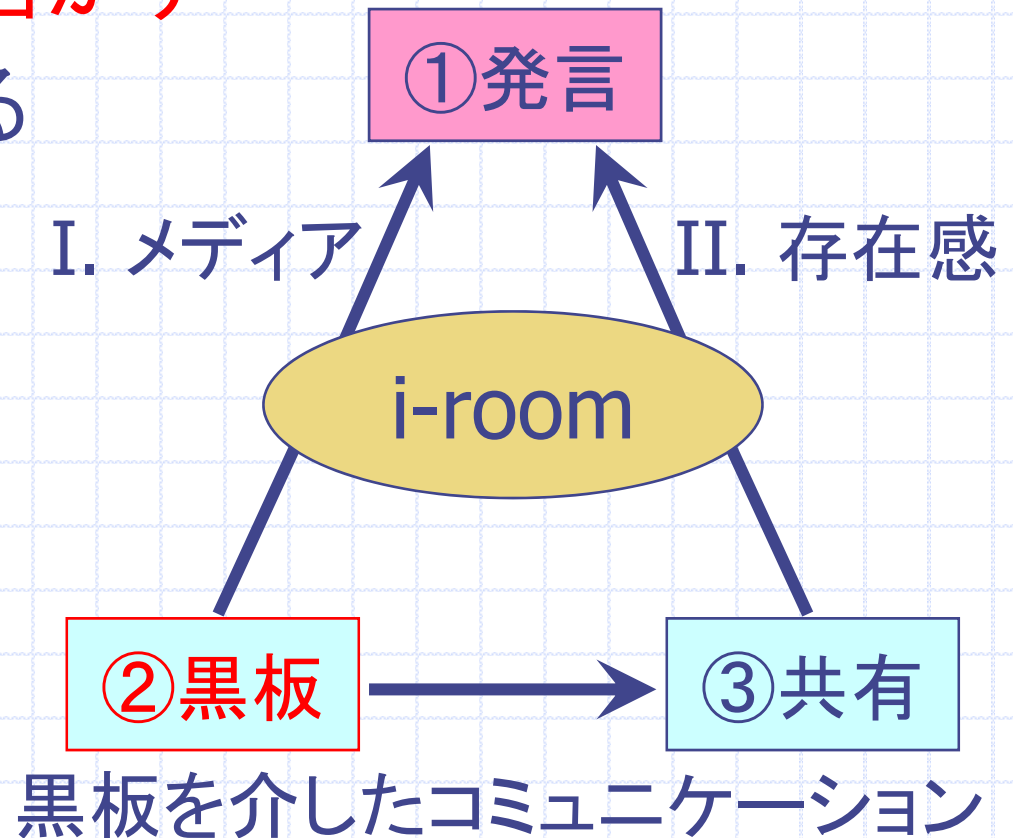 る
①発言
I. メディア
II. 存在感
i-room
②黒板
③共有
黒板を介したコミュニケーション